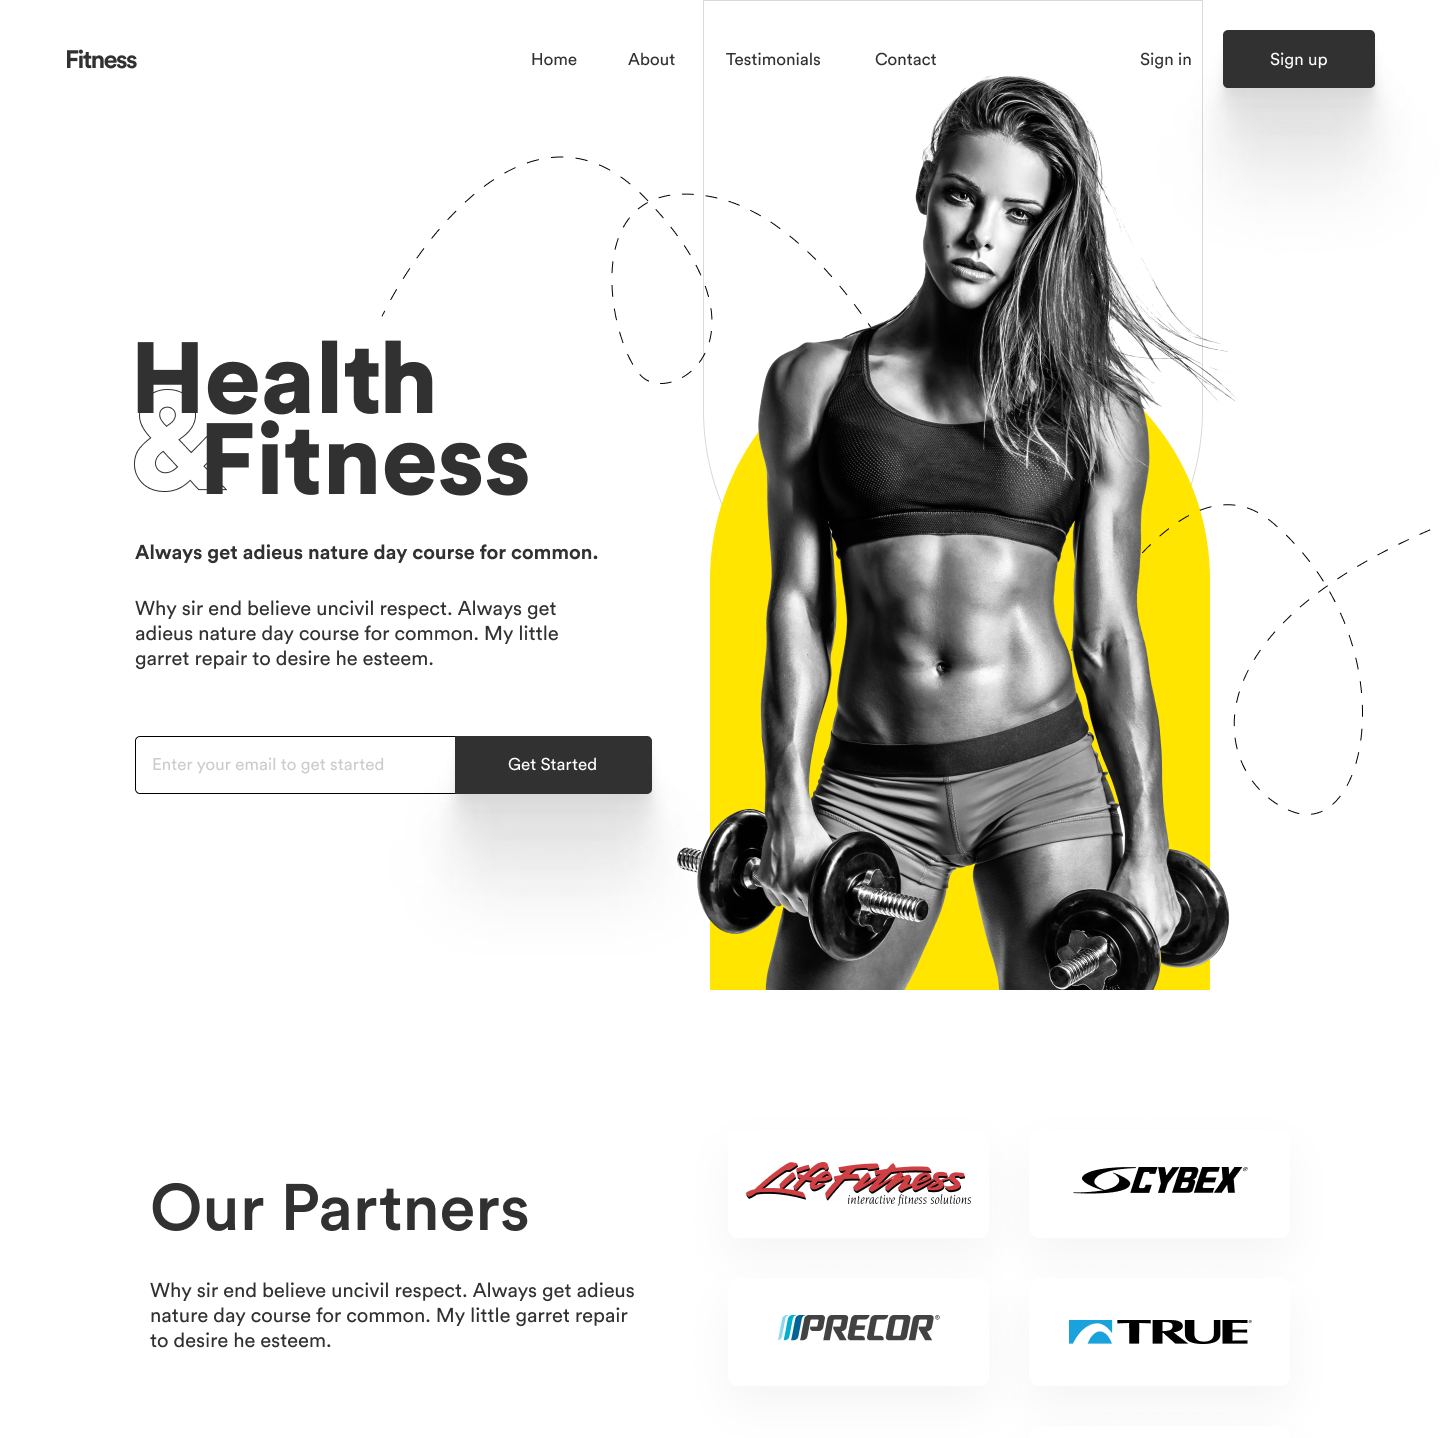 Fitness
Home About Testimonials Contact Sign in Sign up
Health
&Fitness
Always get adieus nature day course for common.
Why sir end believe uncivil respect. Always get
adieus nature day course for common. My little
garret repair to desire he esteem.
Enter your email to get started Get Started
Our Partners
Why sir end believe uncivil respect. Always get adieus
nature day course for common. My little garret repair
to desire he esteem.
Life Fitness
interactive fitness solutions
CYBEX®
PRECOR®
TRUE®